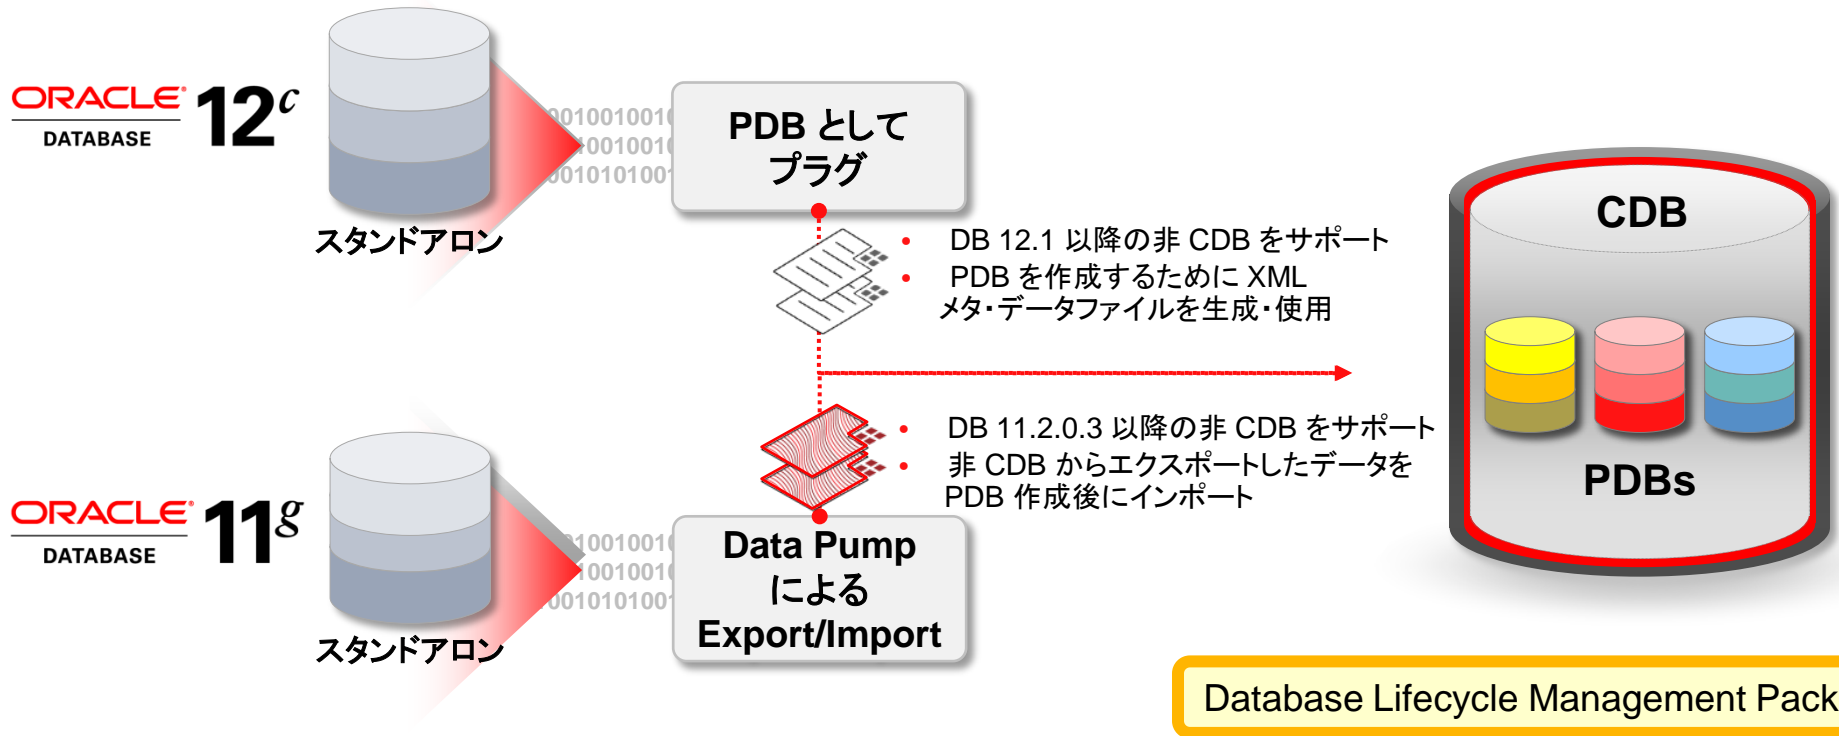 ORACLE®
DATABASE
12c
スタンドアロン
010010010
10010010
001010100
PDB として
プラグ
• DB 12.1 以降の非 CDB をサポート
• PDB を作成するために XML
メタ・データファイルを生成・使用
CDB
PDBs
ORACLE®
DATABASE
11g
スタンドアロン
10010010
10010010
001010100
• DB 11.2.0.3 以降の非 CDB をサポート
• 非 CDB からエクスポートしたデータを
PDB 作成後にインポート
Data Pump
による
Export/Import
Database Lifecycle Management Pack